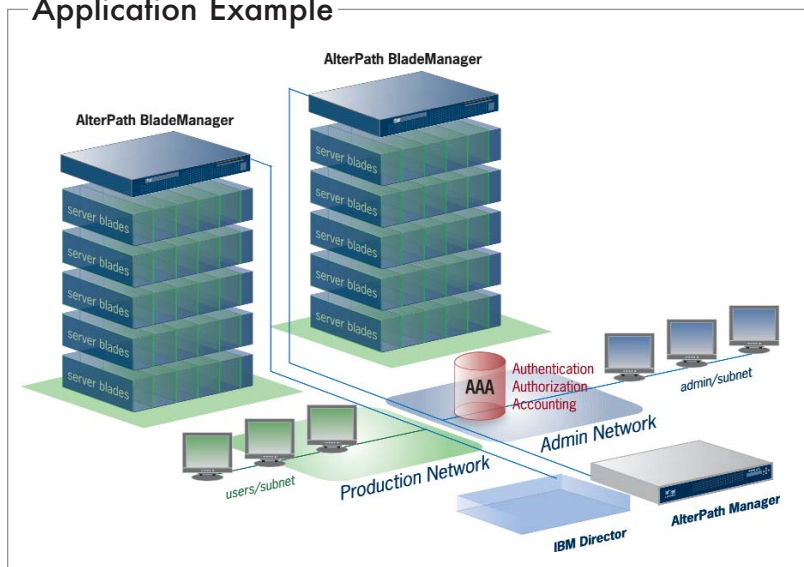 Application Example
AlterPath BladeManager
AlterPath BladeManager
server blades
server blades
server blades
server blades
server blades
server blades
server blades
server blades
server blades
server blades
AAA
Authentication
Authorization
Accounting
admin/subnet
Admin Network
users/subnet
Production Network
AlterPath Manager
IBM Director